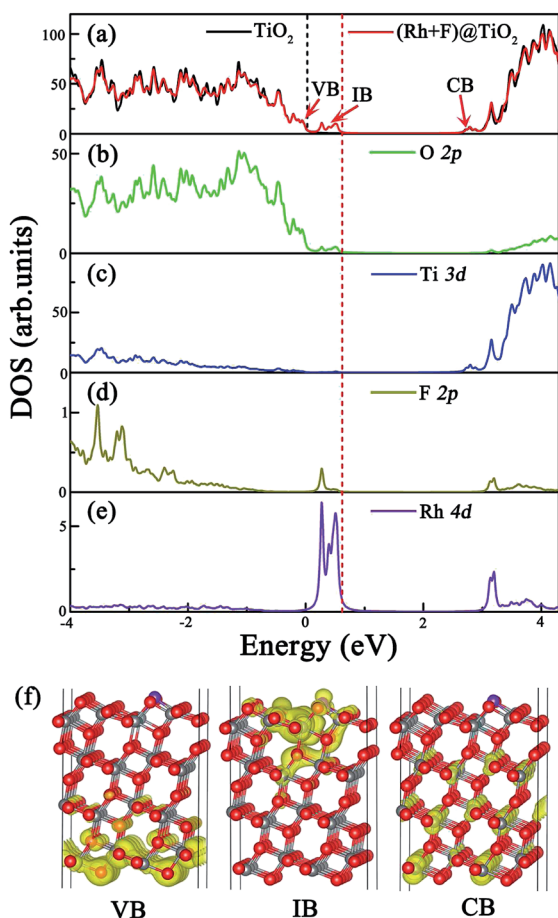 (a) TiO2 (Rh+F)@TiO2
100
50
0
VB IB CB
(b) O 2p
50
0
(c) Ti 3d
50
0
(d) F 2p
1
0
(e) Rh 4d
5
0
-4 -2 0 2 4
Energy (eV)
DOS (arb.units)
(f)
VB IB CB